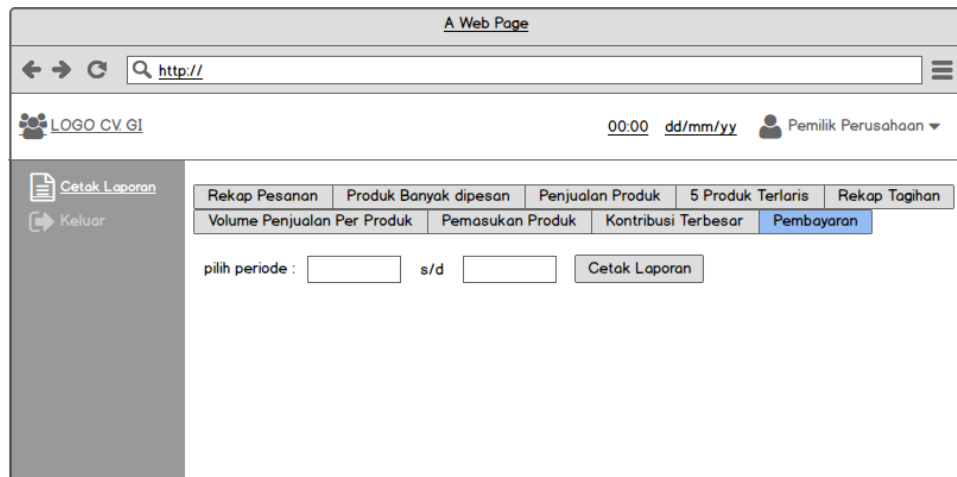 A Web Page
http://
LOGO CV. GI 00:00 dd/mm/yy Pemilik Perusahaan
Cetak Laporan
Keluar
Rekap Pesanan Produk Banyak dipesan Penjualan Produk 5 Produk Terlaris Rekap Tagihan
Volume Penjualan Per Produk Pemasukan Produk Kontribusi Terbesar Pembayaran
pilih periode : s/d Cetak Laporan